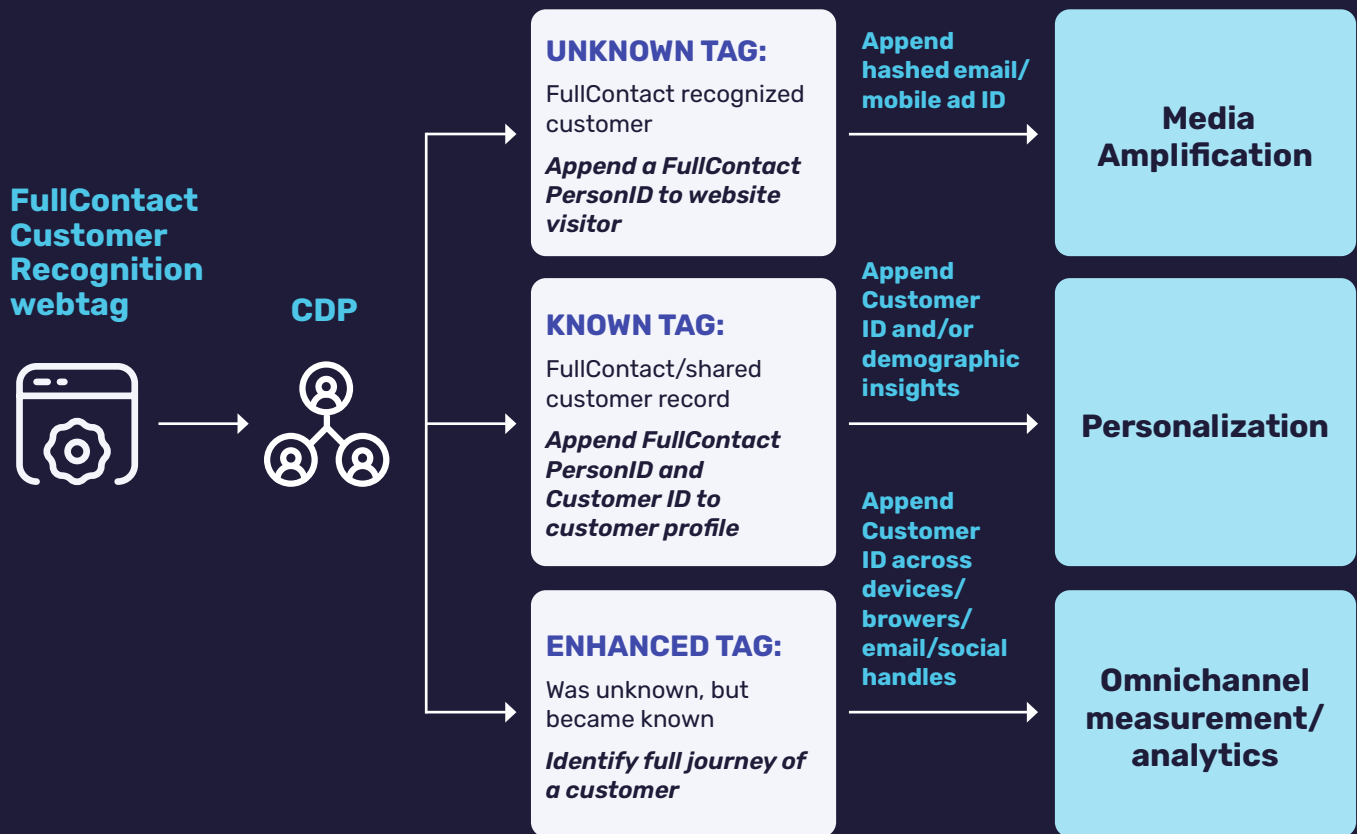 FullContact
Customer
Recognition
webtag
CDP
UNKNOWN TAG:
FullContact recognized
customer
Append a FullContact
PersonID to website
visitor
Append
hashed email/
mobile ad ID
Media
Amplification
KNOWN TAG:
FullContact/shared
customer record
Append FullContact
PersonID and
Customer ID to
customer profile
Append
Customer
ID and/or
demographic
insights
Personalization
ENHANCED TAG:
Was unknown, but
became known
Identify full journey of
a customer
Append
Customer
ID across
devices/
browers/
email/social
handles
Omnichannel
measurement/
analytics